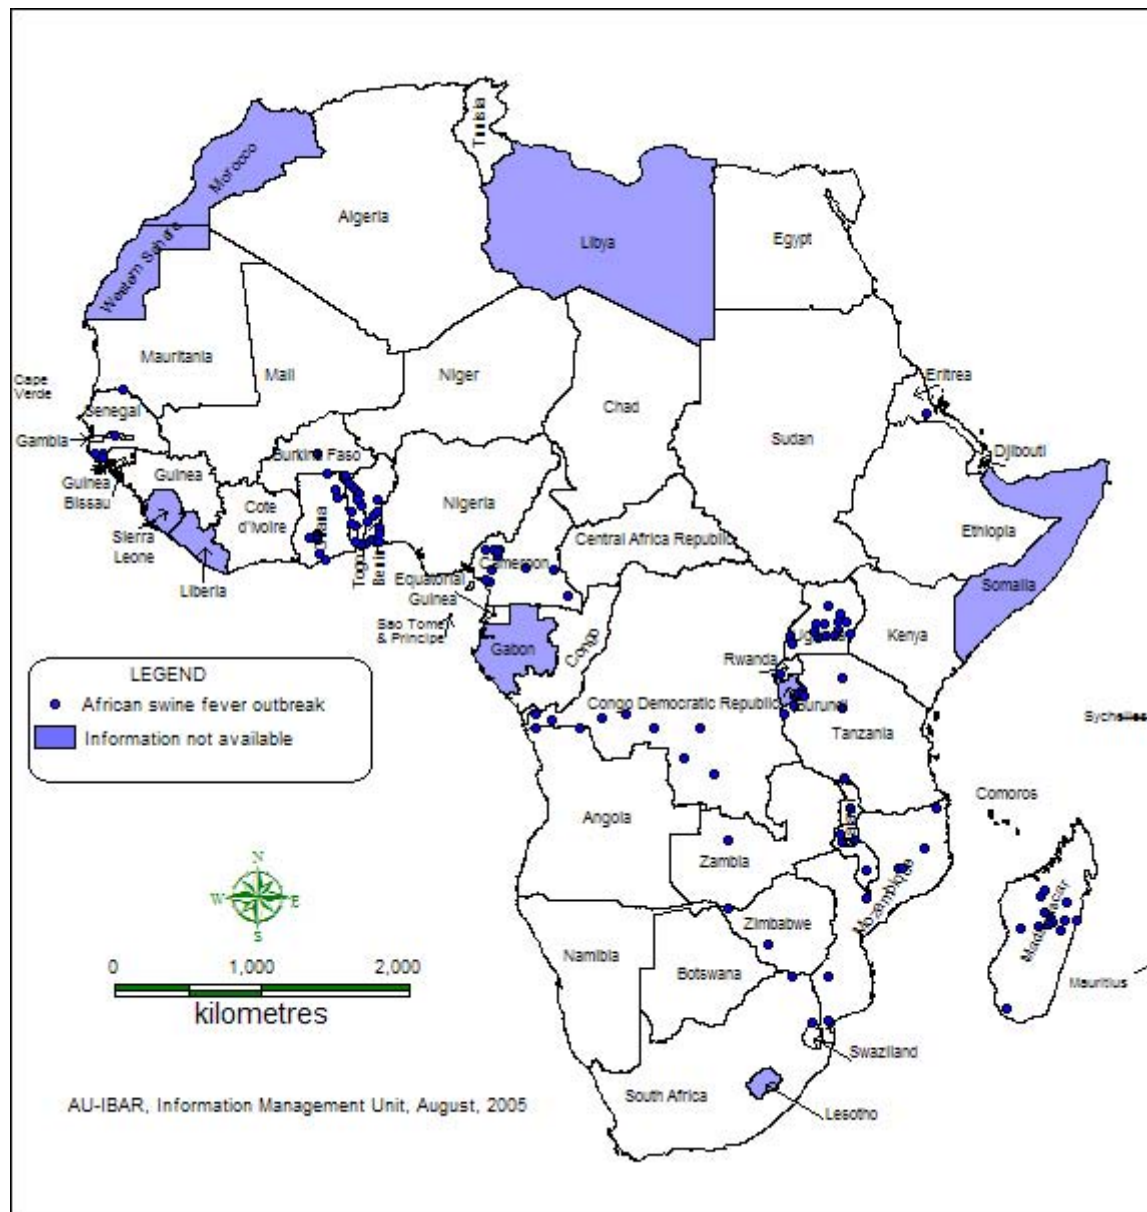 Tunisia
Morocco
Algeria
Libya
Egypt
Western Sahara
Mauritania
Mali
Niger
Chad
Sudan
Eritrea
Cape
Verde
Senegal
Gambia
Djibouti
Guinea
Bissau
Guinea
Burkina Faso
Nigeria
Ethiopia
Cote
d'Ivoire
Ghana
Togo
Benin
Sierra
Leone
Liberia
Central Africa Republic
Cameroon
Somalia
Equatorial
Guinea
Sao Tome
& Principe
Gabon
Congo
Uganda
Kenya
Rwanda
Congo Democratic Republic
Burundi
Tanzania
Sychelles
LEGEND
African swine fever outbreak
Information not available
Comoros
Angola
Zambia
Mozambique
Madagascar
Zimbabwe
Namibia
Botswana
Mauritius
N
W
E
S
0 1,000 2,000
kilometres
Swaziland
South Africa
Lesotho
AU-IBAR, Information Management Unit, August, 2005